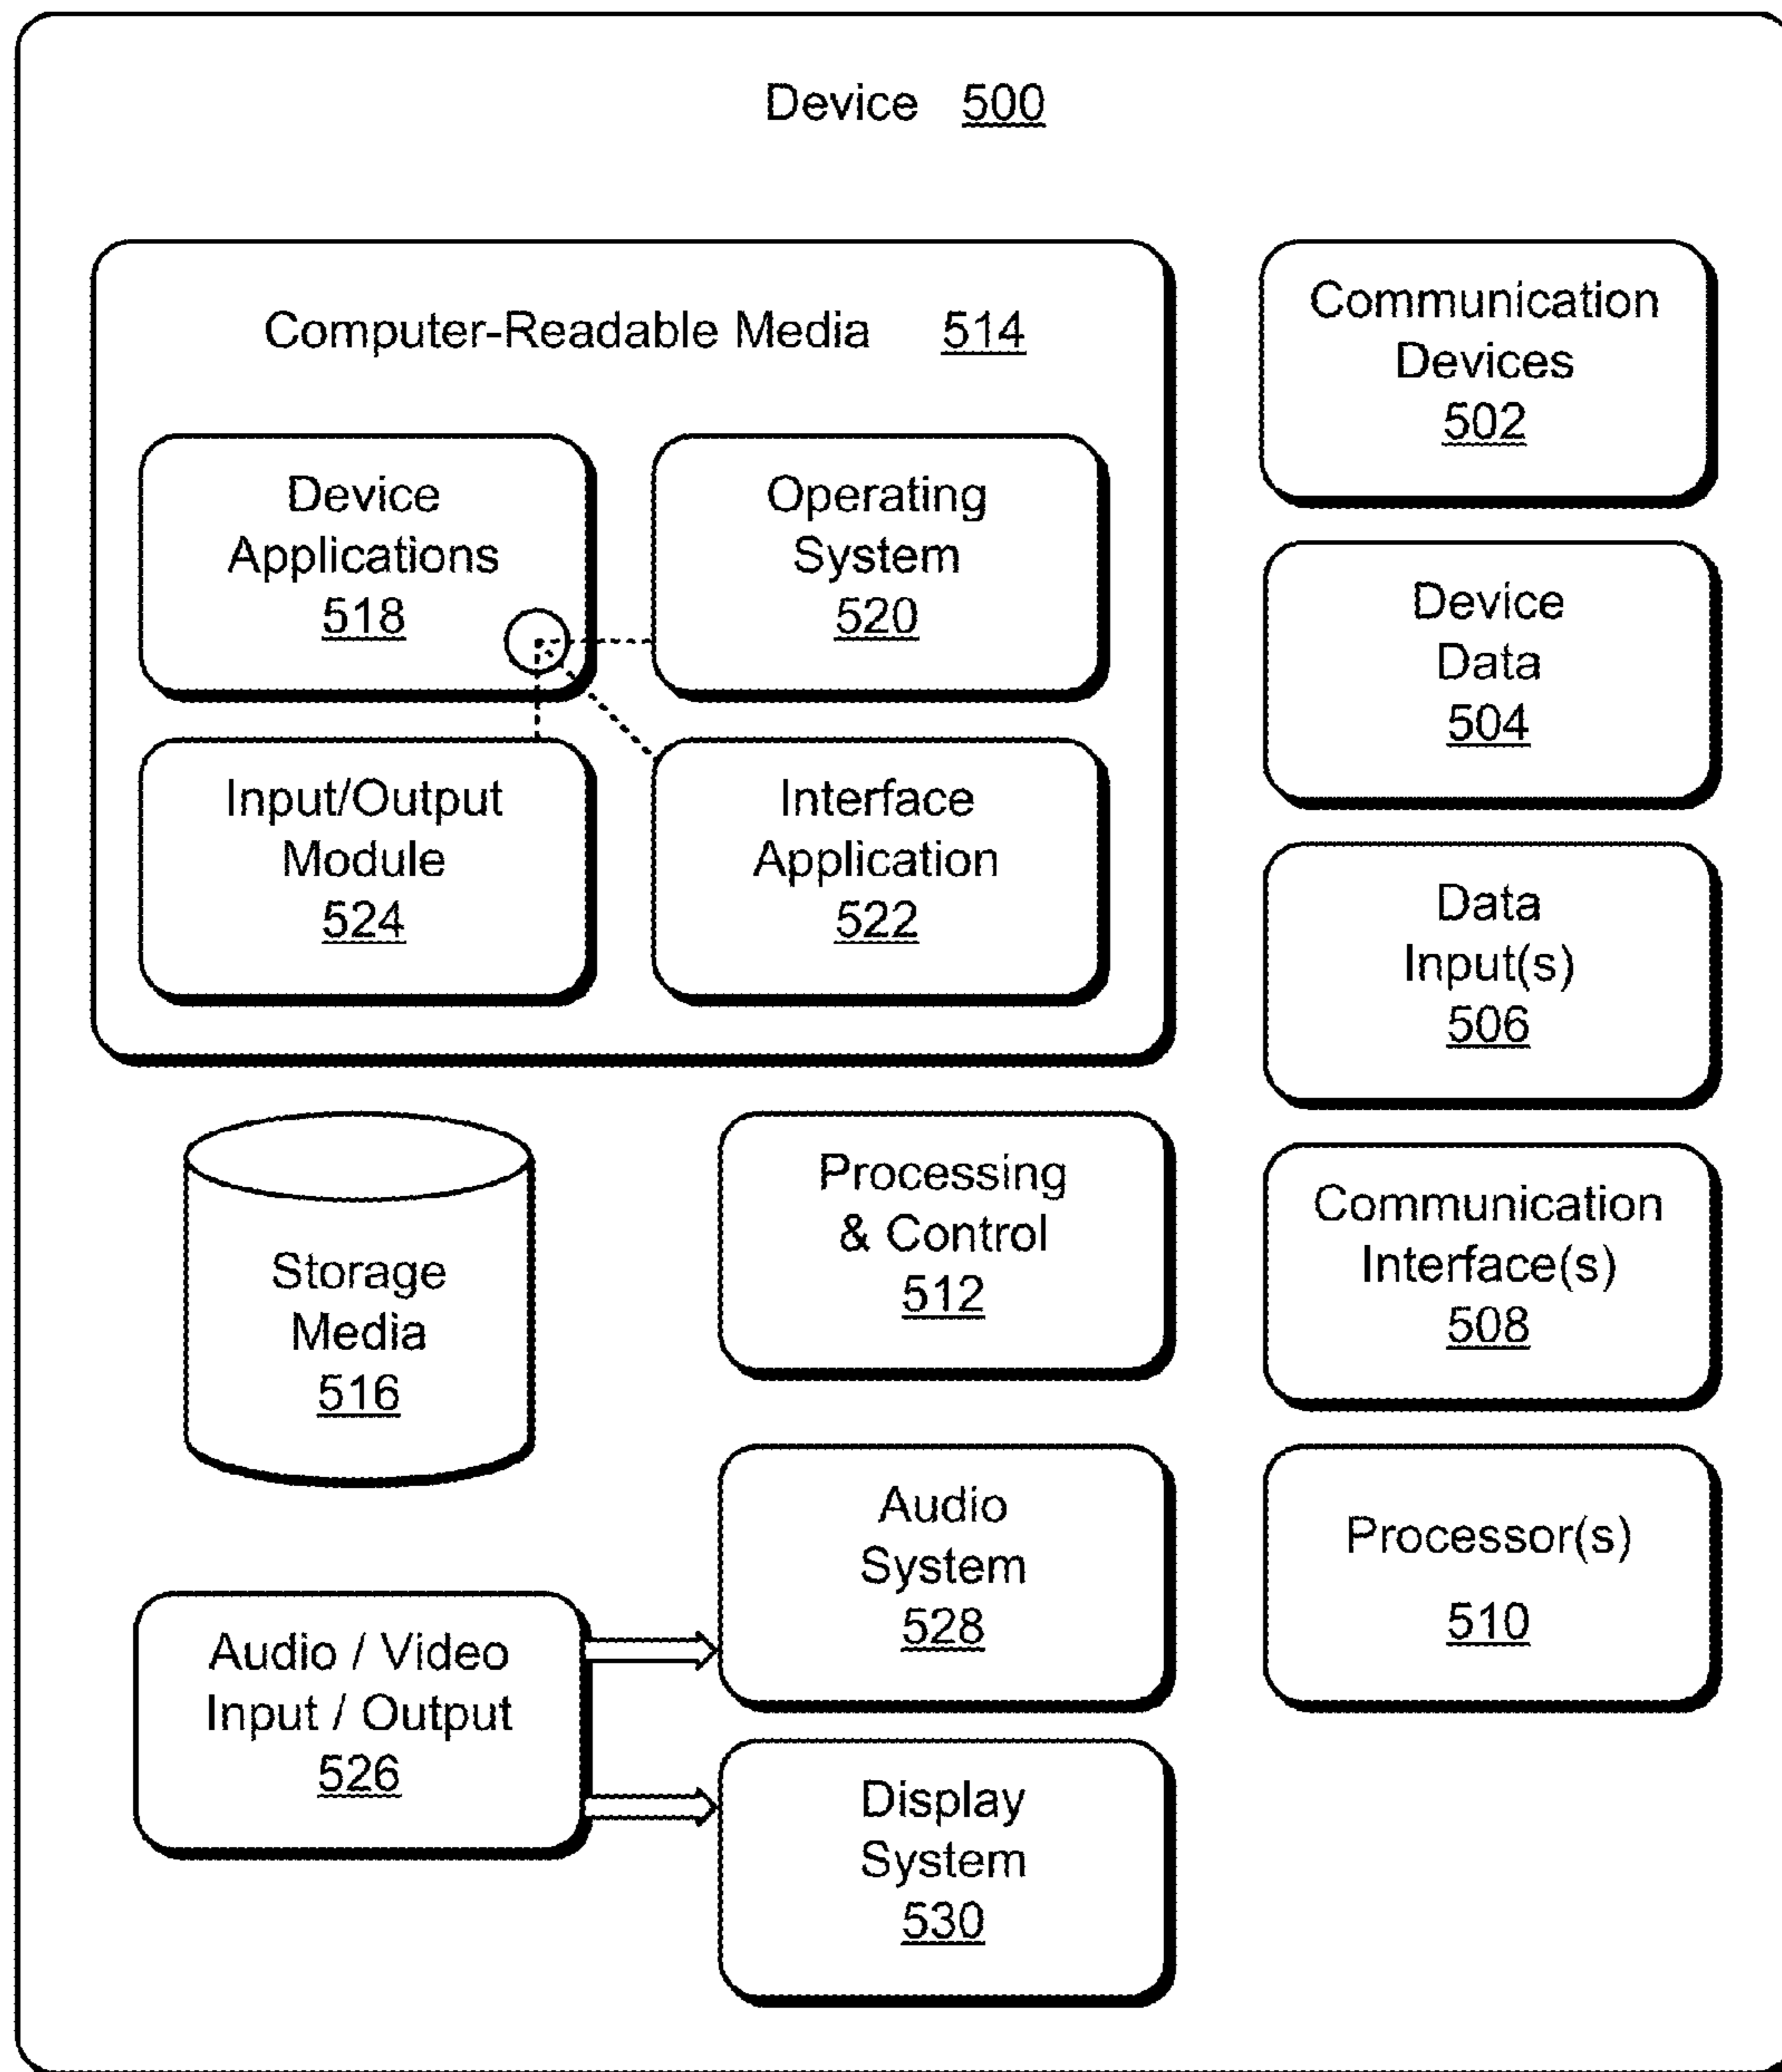 Device 500
Computer-Readable Media 514
Device
Applications
518
Operating
System
520
Input/Output
Module
524
Interface
Application
522
Communication
Devices
502
Device
Data
504
Data
Input(s)
506
Communication
Interface(s)
508
Processor(s)
510
Storage
Media
516
Processing
& Control
512
Audio / Video
Input / Output
526
Audio
System
528
Display
System
530